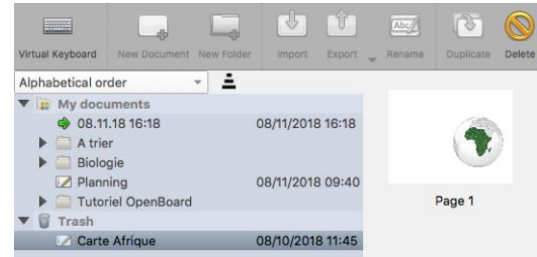 Virtual Keyboard New Document New Folder Import Export Rename Duplicate Delete
Alphabetical order
My documents
08.11.18 16:18 08/11/2018 16:18
A trier
Biologie
Planning 08/11/2018 09:40
Tutoriel OpenBoard
Trash
Carte Afrique 08/10/2018 11:45
Page 1